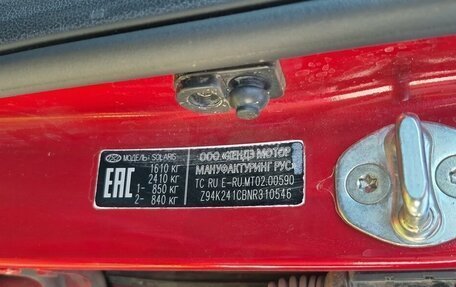 МОДЕЛЬ: SOLARIS
1610 КГ
2410 КГ
1- 850 КГ
2- 840 КГ
EAC
ООО «ХЕНДЭ МОТОР
МАНУФАКТУРИНГ РУС»
ТС RU E-RU.MT02.00590
Z94K241CBNR310546